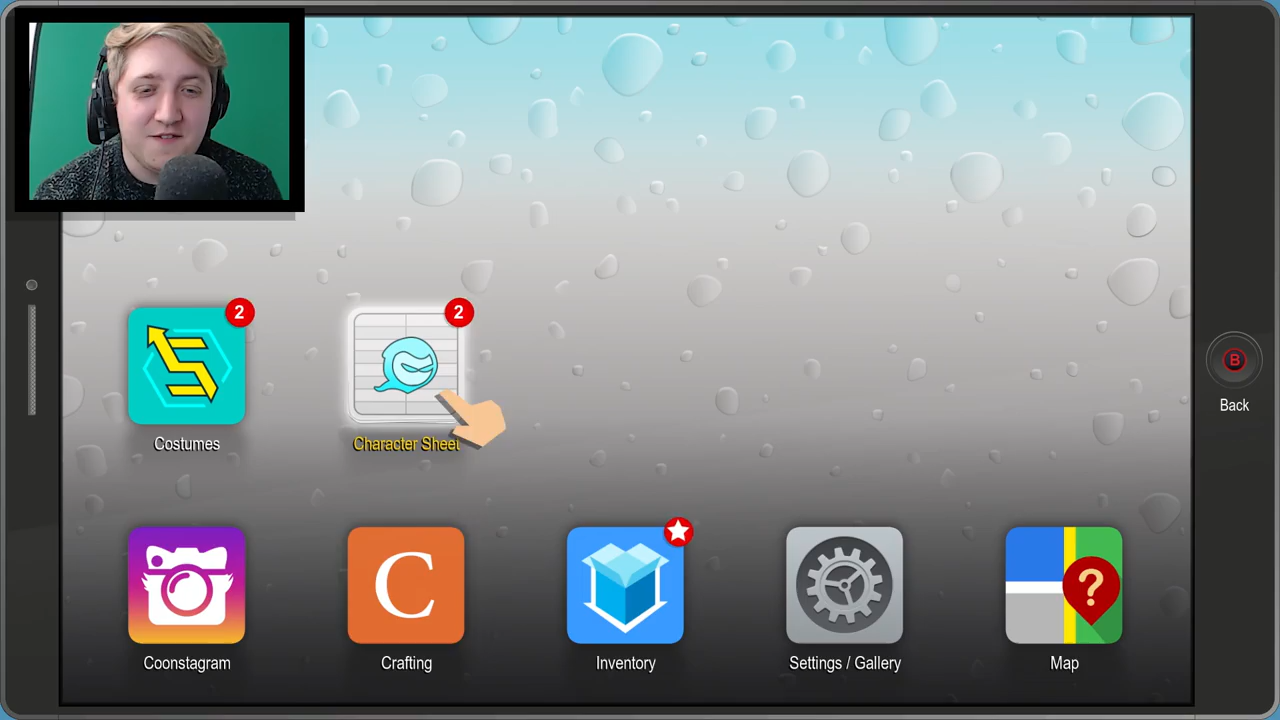 2
2
Costumes
Character Sheet
B
Back
C
?
Coonstagram
Crafting
Inventory
Settings / Gallery
Map